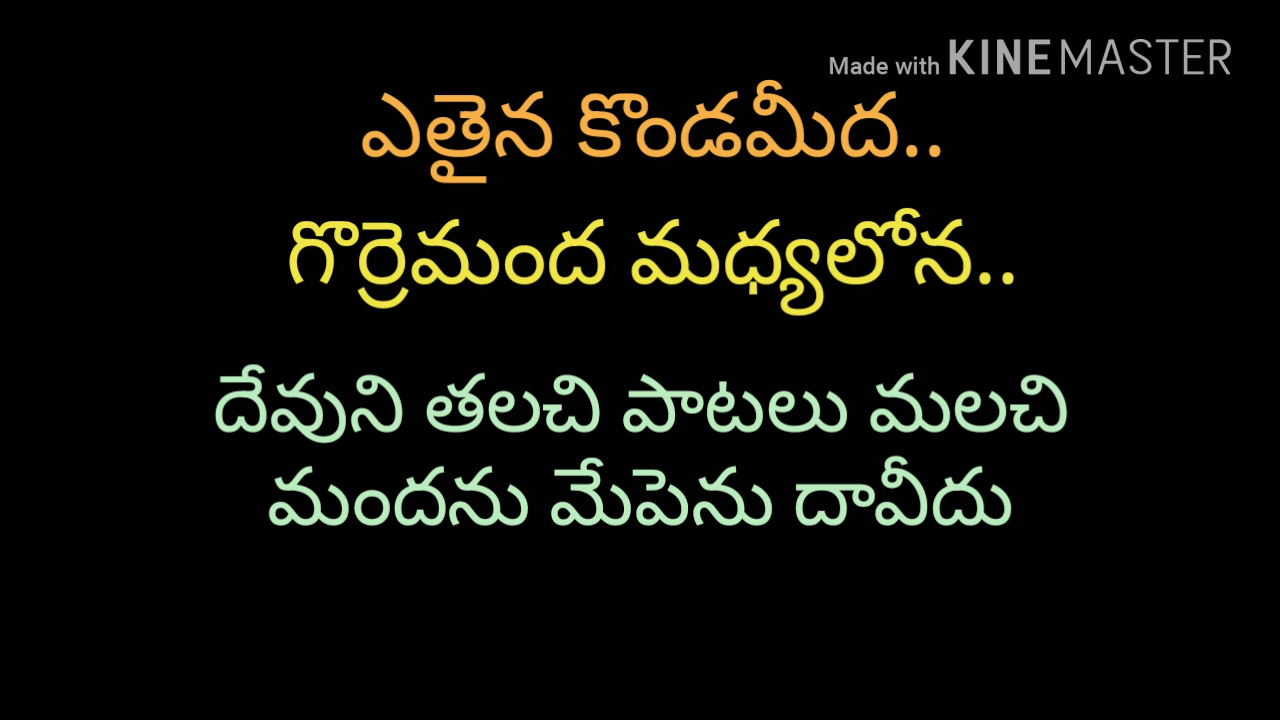 Made with KINEMASTER
ఎతైన కొండమీద..
గొర్రెమంద మధ్యలోన..
దేవుని తలచి పాటలు మలచి
మందను మేపెను దావీదు